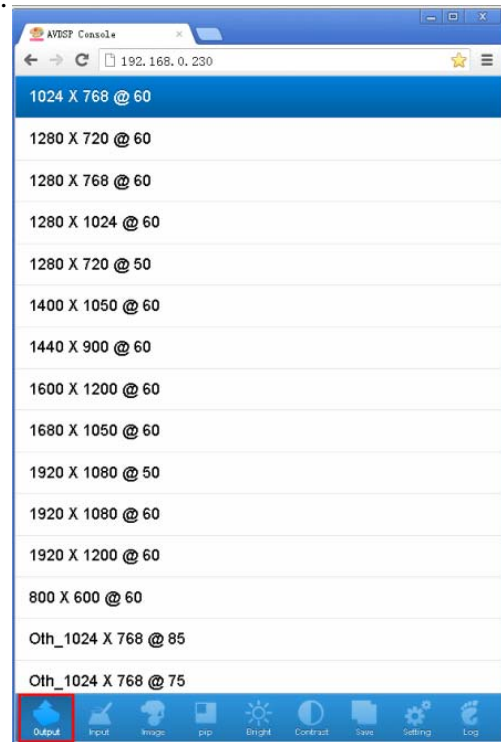 AVDSP Console
192.168.0.230
1024 X 768 @ 60
1280 X 720 @ 60
1280 X 768 @ 60
1280 X 1024 @ 60
1280 X 720 @ 50
1400 X 1050 @ 60
1440 X 900 @ 60
1600 X 1200 @ 60
1680 X 1050 @ 60
1920 X 1080 @ 50
1920 X 1080 @ 60
1920 X 1200 @ 60
800 X 600 @ 60
Oth_1024 X 768 @ 85
Oth_1024 X 768 @ 75
Output Input Image pip Bright Contrast Save Setting Log